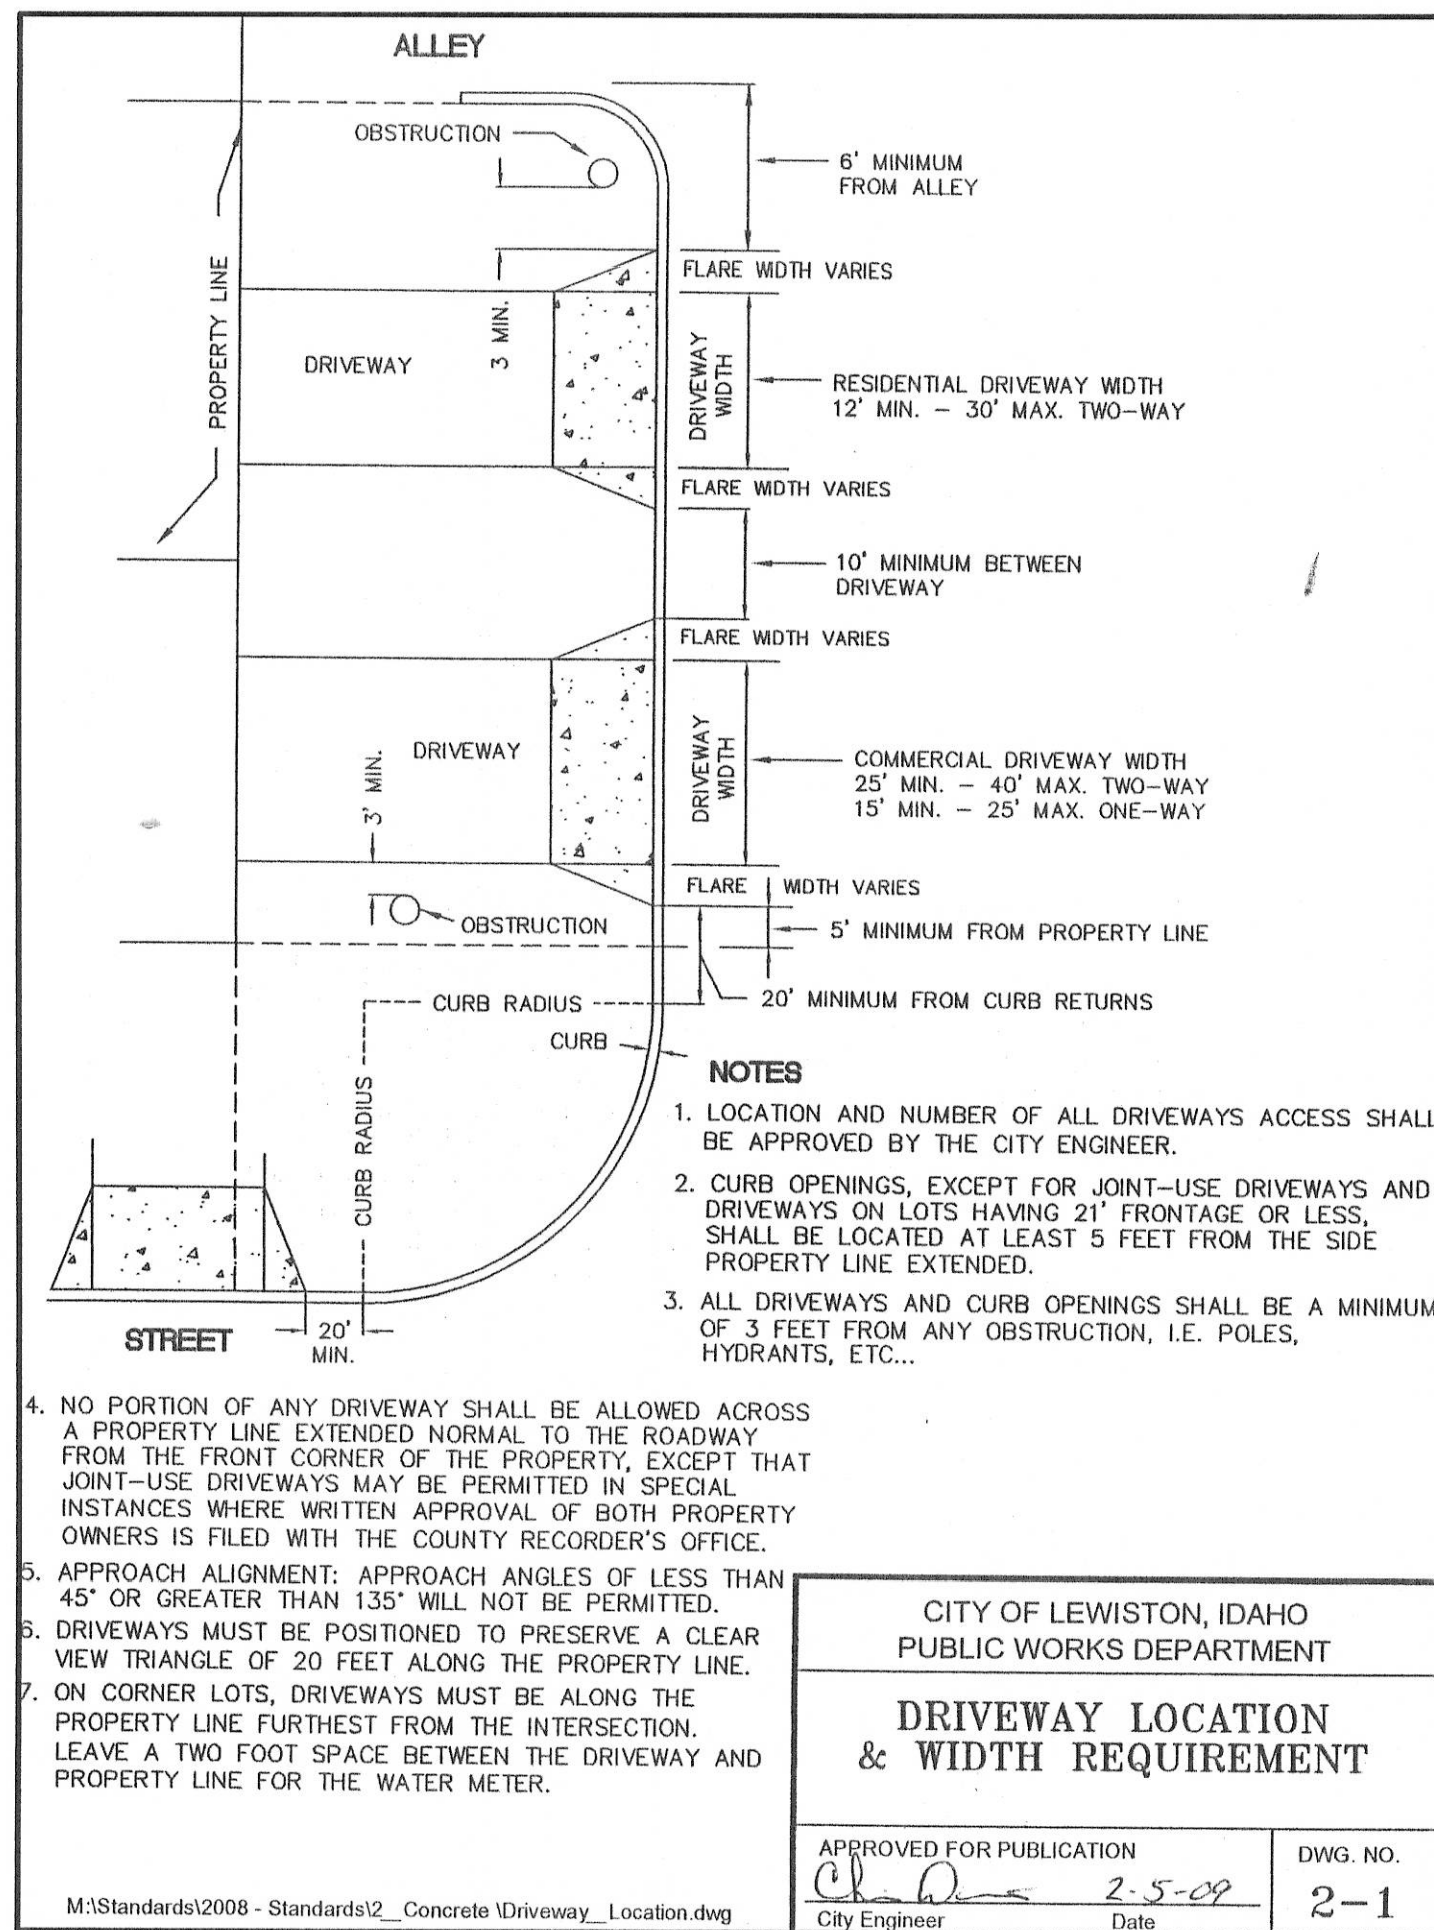 ALLEY
OBSTRUCTION
6' MINIMUM
FROM ALLEY
PROPERTY LINE
FLARE WIDTH VARIES
3 MIN.
DRIVEWAY
DRIVEWAY
WIDTH
RESIDENTIAL DRIVEWAY WIDTH
12' MIN. – 30' MAX. TWO–WAY
FLARE WIDTH VARIES
10' MINIMUM BETWEEN
DRIVEWAY
FLARE WIDTH VARIES
DRIVEWAY
3' MIN.
DRIVEWAY
WIDTH
COMMERCIAL DRIVEWAY WIDTH
25' MIN. – 40' MAX. TWO–WAY
15' MIN. – 25' MAX. ONE–WAY
FLARE WIDTH VARIES
OBSTRUCTION
5' MINIMUM FROM PROPERTY LINE
CURB RADIUS
20' MINIMUM FROM CURB RETURNS
CURB
CURB RADIUS
STREET
20'
MIN.
NOTES
1. LOCATION AND NUMBER OF ALL DRIVEWAYS ACCESS SHALL
BE APPROVED BY THE CITY ENGINEER.
2. CURB OPENINGS, EXCEPT FOR JOINT–USE DRIVEWAYS AND
DRIVEWAYS ON LOTS HAVING 21' FRONTAGE OR LESS,
SHALL BE LOCATED AT LEAST 5 FEET FROM THE SIDE
PROPERTY LINE EXTENDED.
3. ALL DRIVEWAYS AND CURB OPENINGS SHALL BE A MINIMUM
OF 3 FEET FROM ANY OBSTRUCTION, I.E. POLES,
HYDRANTS, ETC...
4. NO PORTION OF ANY DRIVEWAY SHALL BE ALLOWED ACROSS
A PROPERTY LINE EXTENDED NORMAL TO THE ROADWAY
FROM THE FRONT CORNER OF THE PROPERTY, EXCEPT THAT
JOINT–USE DRIVEWAYS MAY BE PERMITTED IN SPECIAL
INSTANCES WHERE WRITTEN APPROVAL OF BOTH PROPERTY
OWNERS IS FILED WITH THE COUNTY RECORDER'S OFFICE.
5. APPROACH ALIGNMENT: APPROACH ANGLES OF LESS THAN
45° OR GREATER THAN 135° WILL NOT BE PERMITTED.
6. DRIVEWAYS MUST BE POSITIONED TO PRESERVE A CLEAR
VIEW TRIANGLE OF 20 FEET ALONG THE PROPERTY LINE.
7. ON CORNER LOTS, DRIVEWAYS MUST BE ALONG THE
PROPERTY LINE FURTHEST FROM THE INTERSECTION.
LEAVE A TWO FOOT SPACE BETWEEN THE DRIVEWAY AND
PROPERTY LINE FOR THE WATER METER.
M:\Standards\2008 - Standards\2__Concrete \Driveway__Location.dwg
CITY OF LEWISTON, IDAHO
PUBLIC WORKS DEPARTMENT
DRIVEWAY LOCATION
& WIDTH REQUIREMENT
APPROVED FOR PUBLICATION
2-5-09
City Engineer Date
DWG. NO.
2–1